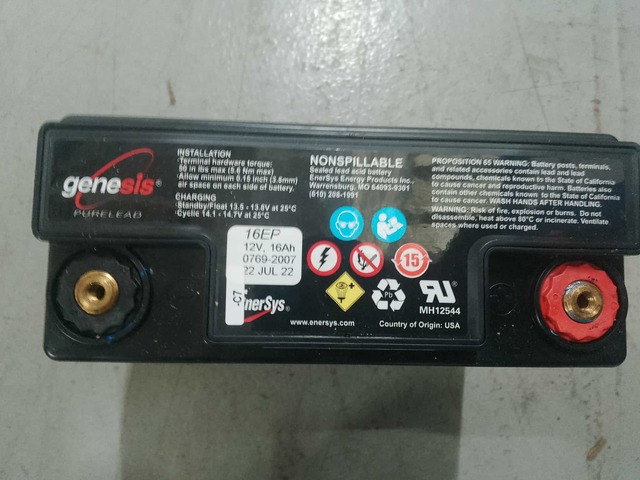 genesis
PURELEAD
INSTALLATION
·Terminal hardware torque:
50 in lbs max (5.6 Nm max)
·Allow minimum 0.15 inch (3.8mm)
air space on each side of battery.
CHARGING
·Standby/Float 13.5 - 13.8V at 25°C
·Cyclic 14.1 - 14.7V at 25°C
NONSPILLABLE
Sealed lead acid battery
EnerSys Energy Products Inc.
Warrensburg, MO 64093-9301
(610) 208-1991
PROPOSITION 65 WARNING: Battery posts, terminals,
and related accessories contain lead and lead
compounds, chemicals known to the State of California
to cause cancer and reproductive harm. Batteries also
contain other chemicals known to the State of California
to cause cancer. WASH HANDS AFTER HANDLING.
WARNING: Risk of fire, explosion or burns. Do not
disassemble, heat above 80°C or incinerate. Ventilate
spaces where used or charged.
16EP
12V, 16Ah
0769-2007
22 JUL 22
-C7
EnerSys
15
Pb
MH12544
www.enersys.com
Country of Origin: USA